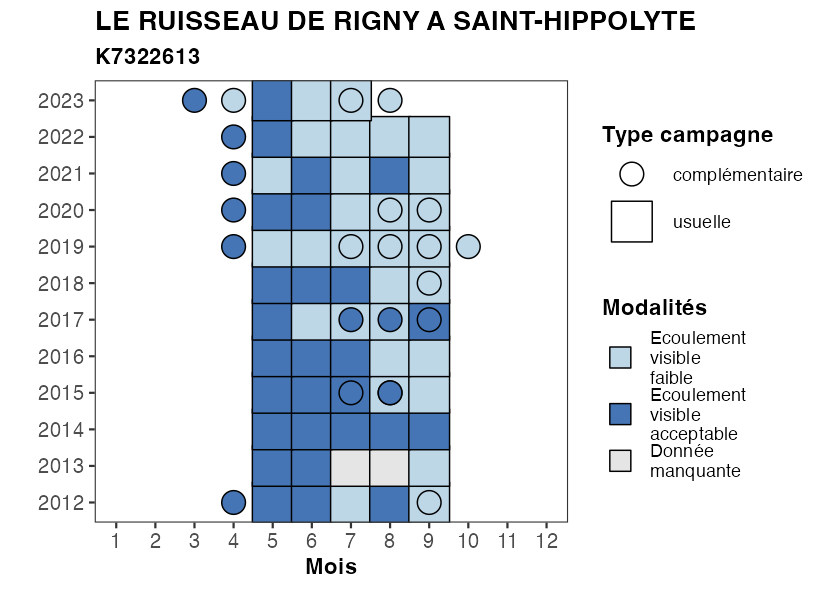 LE RUISSEAU DE RIGNY A SAINT-HIPPOLYTE
K7322613
2023
2022
2021
2020
2019
2018
2017
2016
2015
2014
2013
2012
1 2 3 4 5 6 7 8 9 10 11 12
Mois
Type campagne
complémentaire
usuelle
Modalités
Ecoulement
visible
faible
Ecoulement
visible
acceptable
Donnée
manquante